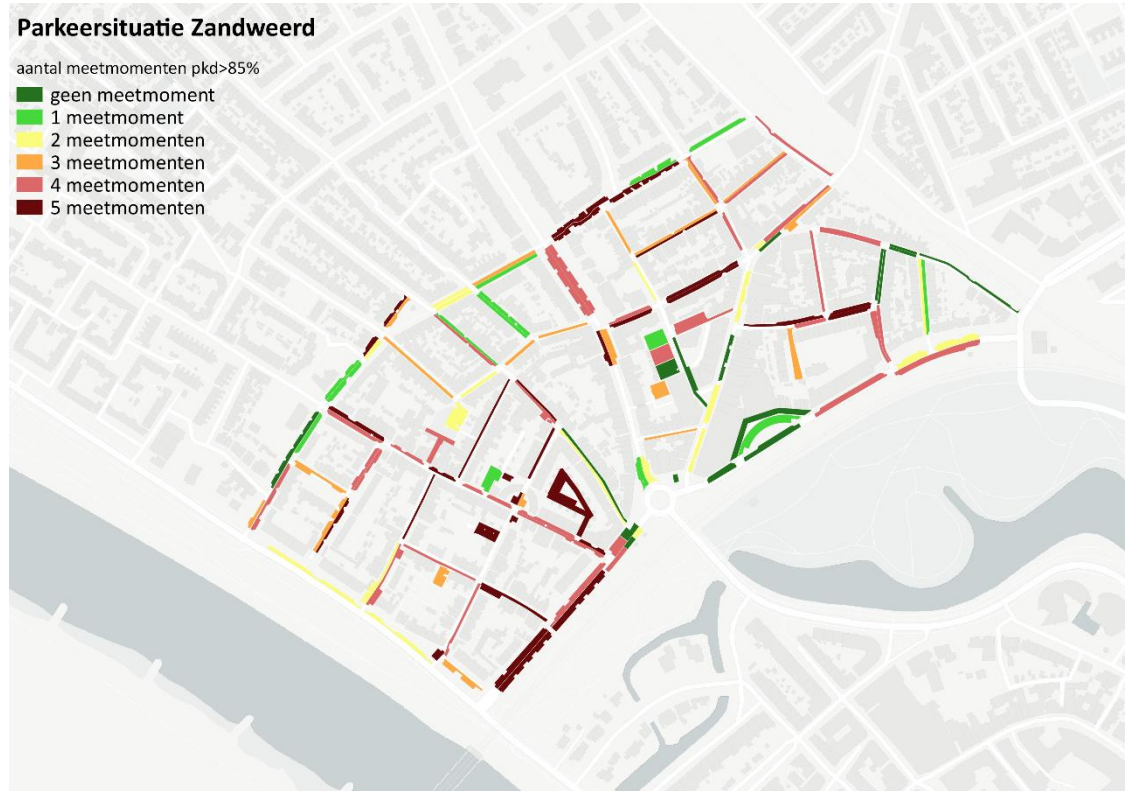 Parkeersituatie Zandweerd
aantal meetmomenten pkd>85%
geen meetmoment
1 meetmoment
2 meetmomenten
3 meetmomenten
4 meetmomenten
5 meetmomenten